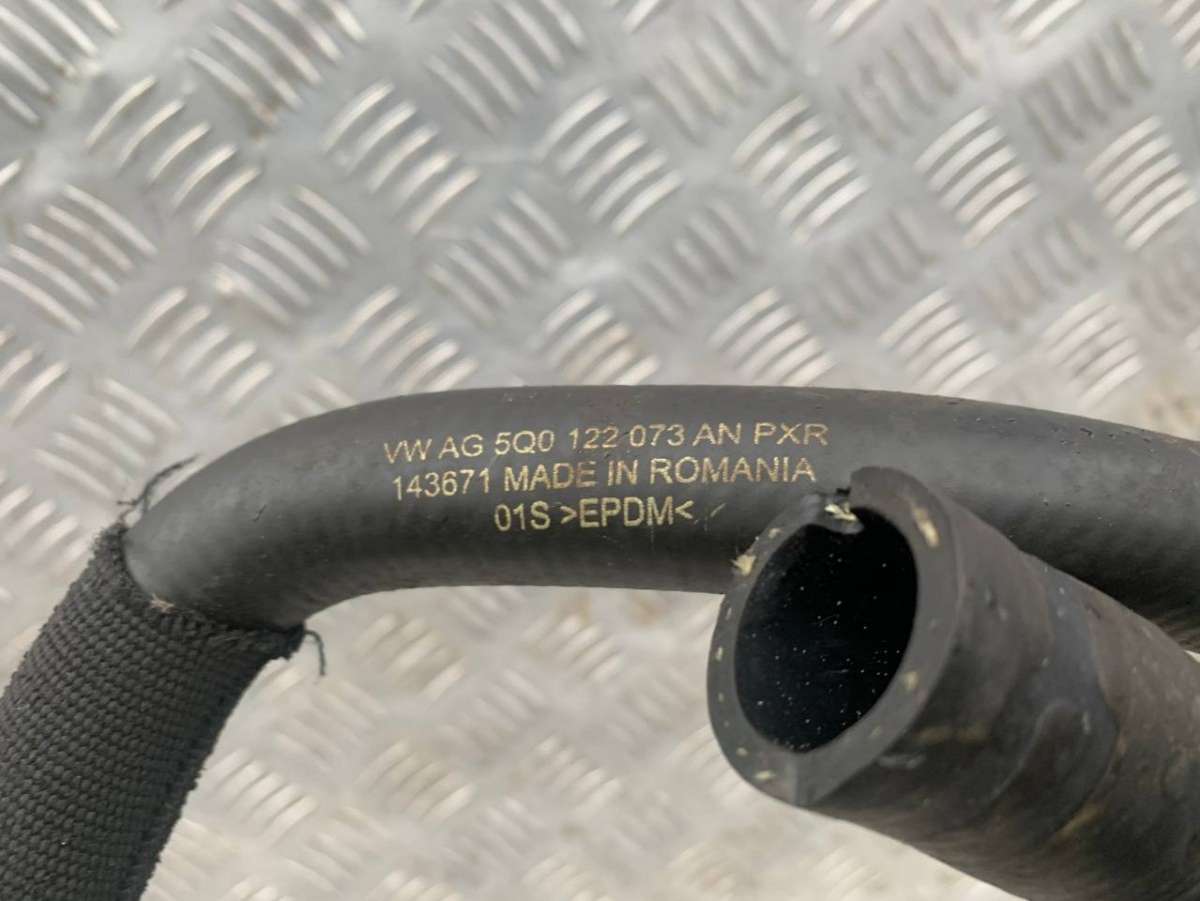 VW AG 5Q0 122 073 AN PXR
143671 MADE IN ROMANIA
01S >EPDM<